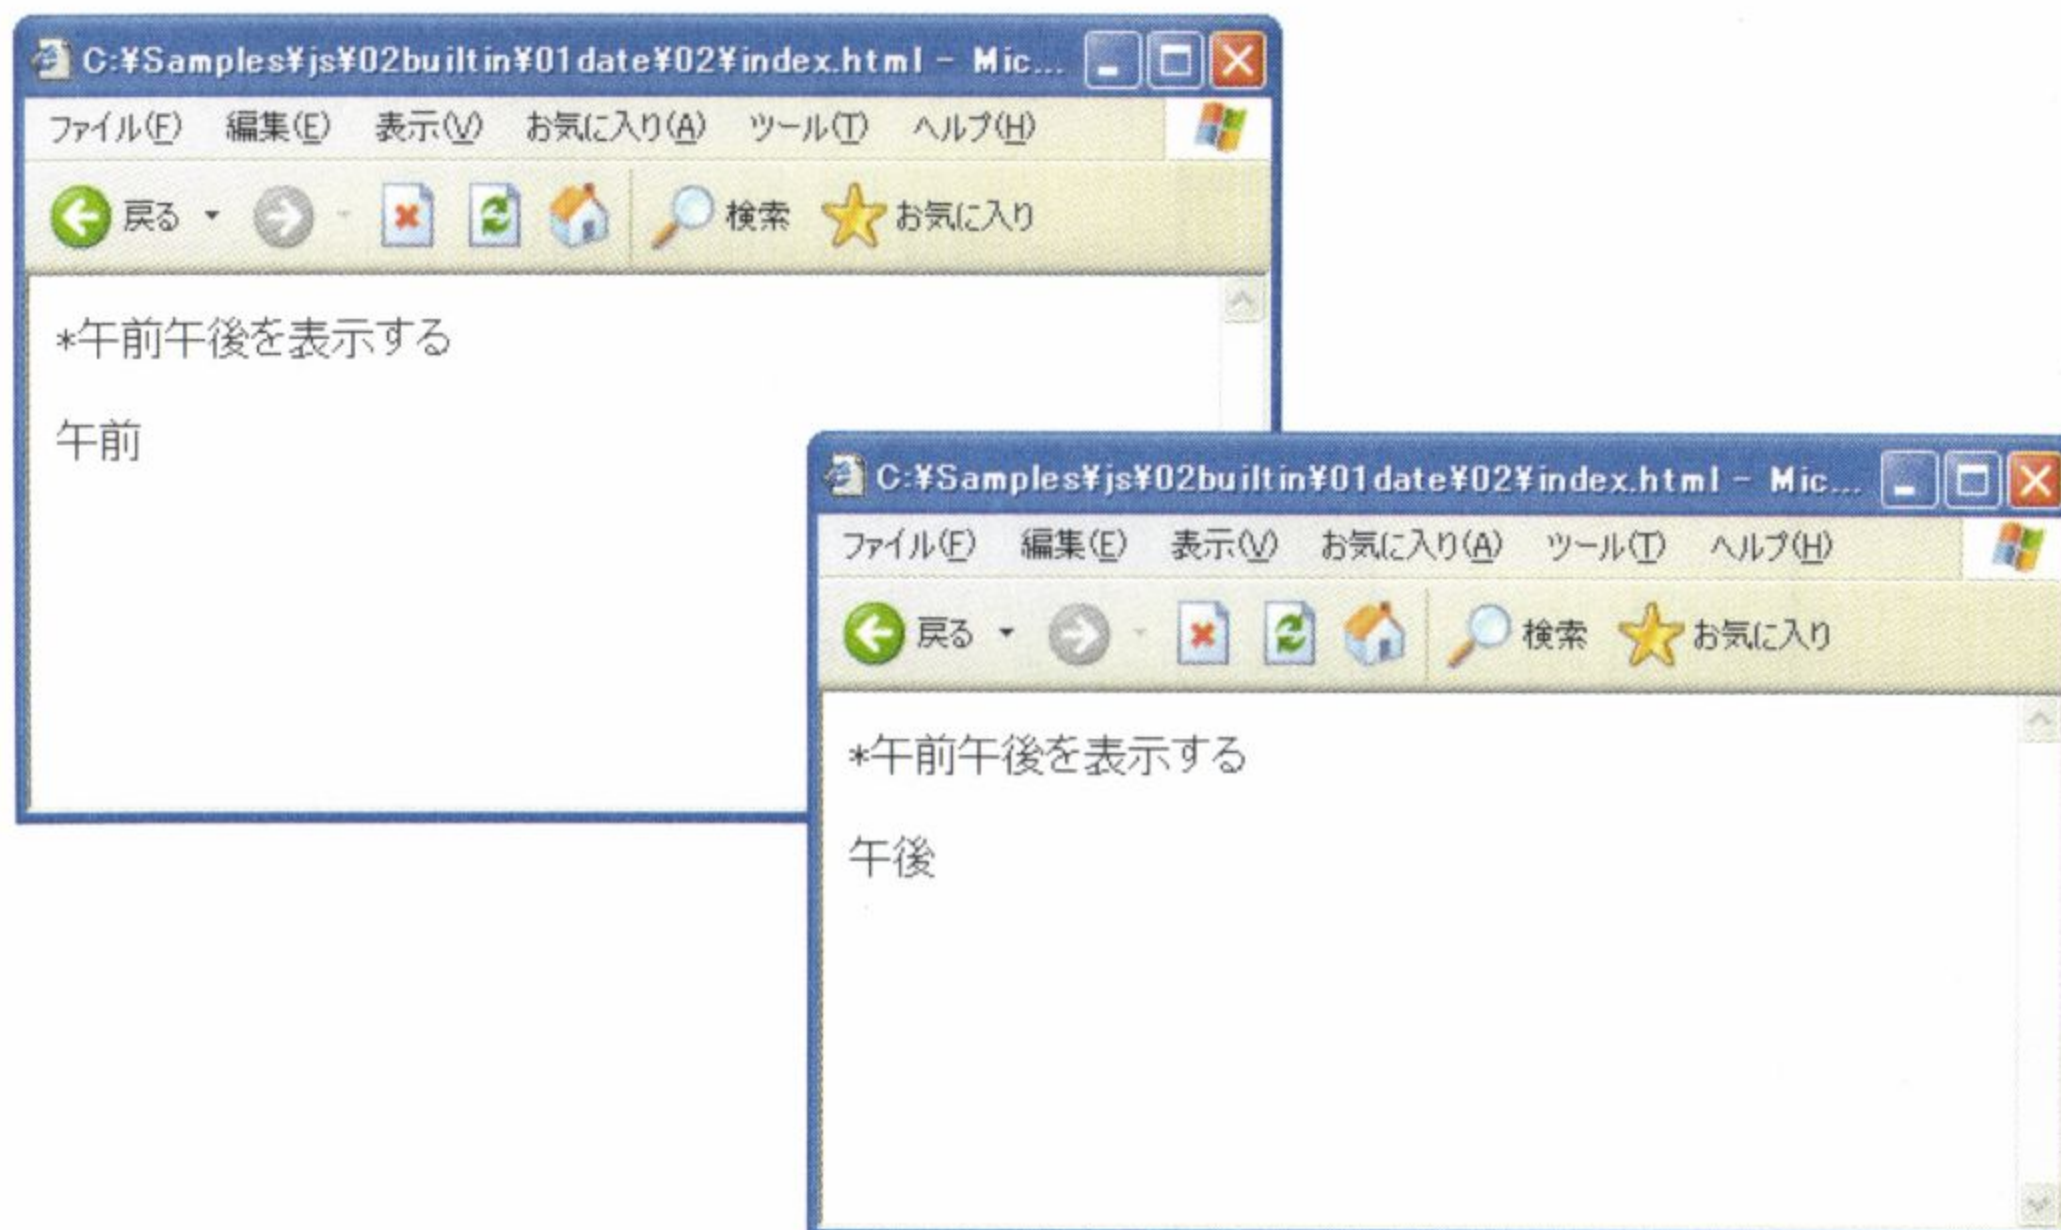 C:¥Samples¥js¥02builtin¥01date¥02¥index.html - Mic...
ファイル(F) 編集(E) 表示(V) お気に入り(A) ツール(T) ヘルプ(H)
戻る 検索 お気に入り
*午前午後を表示する
午前
C:¥Samples¥js¥02builtin¥01date¥02¥index.html - Mic...
ファイル(F) 編集(E) 表示(V) お気に入り(A) ツール(T) ヘルプ(H)
戻る 検索 お気に入り
*午前午後を表示する
午後